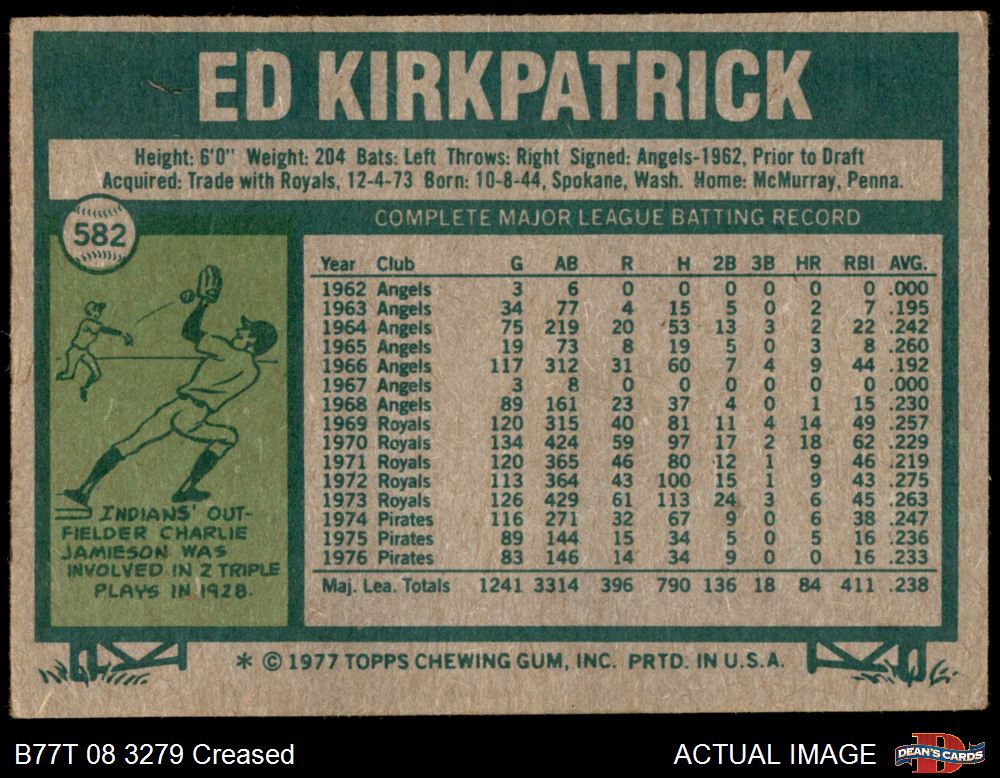 ED KIRKPATRICK
Height: 6'0" Weight: 204 Bats: Left Throws: Right Signed: Angels-1962, Prior to Draft
Acquired: Trade with Royals, 12-4-73 Born: 10-8-44, Spokane, Wash. Home: McMurray, Penna.
582
COMPLETE MAJOR LEAGUE BATTING RECORD
Year Club G AB R H 2B 3B HR RBI AVG.
1962 Angels 3 6 0 0 0 0 0 0 .000
1963 Angels 34 77 4 15 5 0 2 7 .195
1964 Angels 75 219 20 53 13 3 2 22 .242
1965 Angels 19 73 8 19 5 0 3 8 .260
1966 Angels 117 312 31 60 7 4 9 44 .192
1967 Angels 3 8 0 0 0 0 0 0 .000
1968 Angels 89 161 23 37 4 0 1 15 .230
1969 Royals 120 315 40 81 11 4 14 49 .257
1970 Royals 134 424 59 97 17 2 18 62 .229
1971 Royals 120 365 46 80 12 1 9 46 .219
1972 Royals 113 364 43 100 15 1 9 43 .275
1973 Royals 126 429 61 113 24 3 6 45 .263
1974 Pirates 116 271 32 67 9 0 6 38 .247
1975 Pirates 89 144 15 34 5 0 5 16 .236
1976 Pirates 83 146 14 34 9 0 0 16 .233
Maj. Lea. Totals 1241 3314 396 790 136 18 84 411 .238
INDIANS' OUT-
FIELDER CHARLIE
JAMIESON WAS
INVOLVED IN 2 TRIPLE
PLAYS IN 1928.
* © 1977 TOPPS CHEWING GUM, INC. PRTD. IN U.S.A.
B77T 08 3279 Creased
ACTUAL IMAGE
D
DEAN'S CARDS